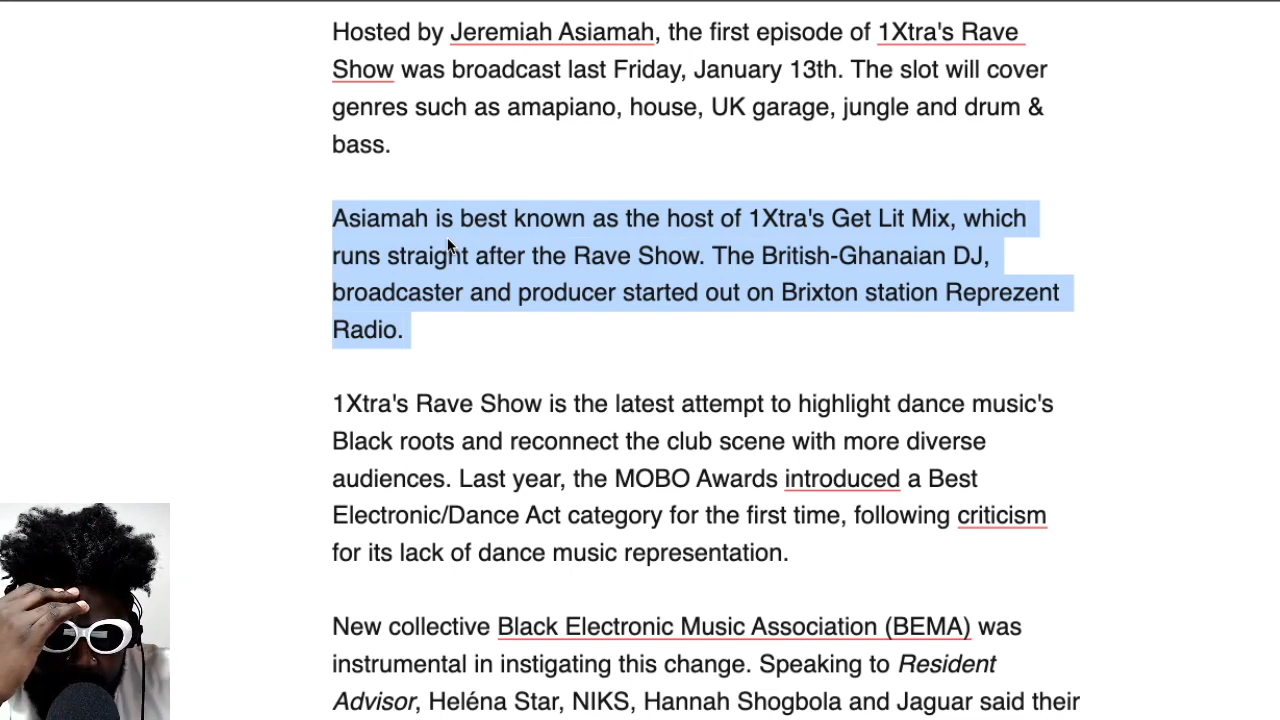 Hosted by Jeremiah Asiamah, the first episode of 1Xtra's Rave
Show was broadcast last Friday, January 13th. The slot will cover
genres such as amapiano, house, UK garage, jungle and drum &
bass.
Asiamah is best known as the host of 1Xtra's Get Lit Mix, which
runs straight after the Rave Show. The British-Ghanaian DJ,
broadcaster and producer started out on Brixton station Reprezent
Radio.
1Xtra's Rave Show is the latest attempt to highlight dance music's
Black roots and reconnect the club scene with more diverse
audiences. Last year, the MOBO Awards introduced a Best
Electronic/Dance Act category for the first time, following criticism
for its lack of dance music representation.
New collective Black Electronic Music Association (BEMA) was
instrumental in instigating this change. Speaking to Resident
Advisor, Heléna Star, NIKS, Hannah Shogbola and Jaguar said their